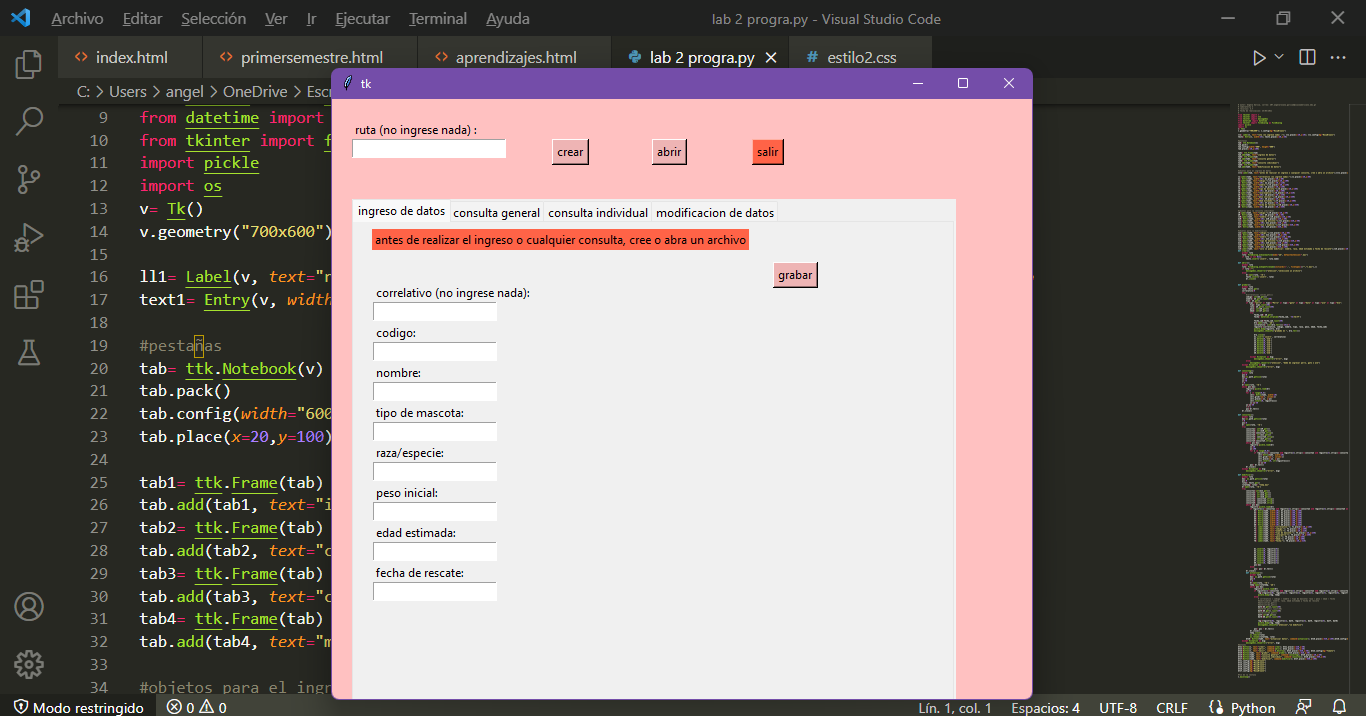 Archivo Editar Selección Ver Ir Ejecutar Terminal Ayuda lab 2 progra.py - Visual Studio Code
index.html primersemestre.html aprendizajes.html lab 2 progra.py estilo2.css
C: > Users > angel > OneDrive > Escr
tk
ruta (no ingrese nada) :
crear abrir salir
ingreso de datos consulta general consulta individual modificacion de datos
antes de realizar el ingreso o cualquier consulta, cree o abra un archivo
grabar
correlativo (no ingrese nada):
codigo:
nombre:
tipo de mascota:
raza/especie:
peso inicial:
edad estimada:
fecha de rescate:
9 from datetime import
10 from tkinter import f
11 import pickle
12 import os
13 v= Tk()
14 v.geometry("700x600")
15
16 ll1= Label(v, text="r
17 text1= Entry(v, width
18
19 #pestañas
20 tab= ttk.Notebook(v)
21 tab.pack()
22 tab.config(width="600
23 tab.place(x=20,y=100)
24
25 tab1= ttk.Frame(tab)
26 tab.add(tab1, text="i
27 tab2= ttk.Frame(tab)
28 tab.add(tab2, text="c
29 tab3= ttk.Frame(tab)
30 tab.add(tab3, text="c
31 tab4= ttk.Frame(tab)
32 tab.add(tab4, text="m
33
34 #objetos para el ingr
Modo restringido 0 0 Lín. 1, col. 1 Espacios: 4 UTF-8 CRLF Python